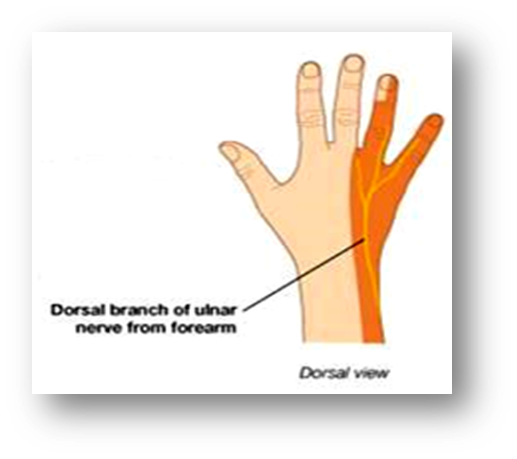 Dorsal branch of ulnar
nerve from forearm
Dorsal view